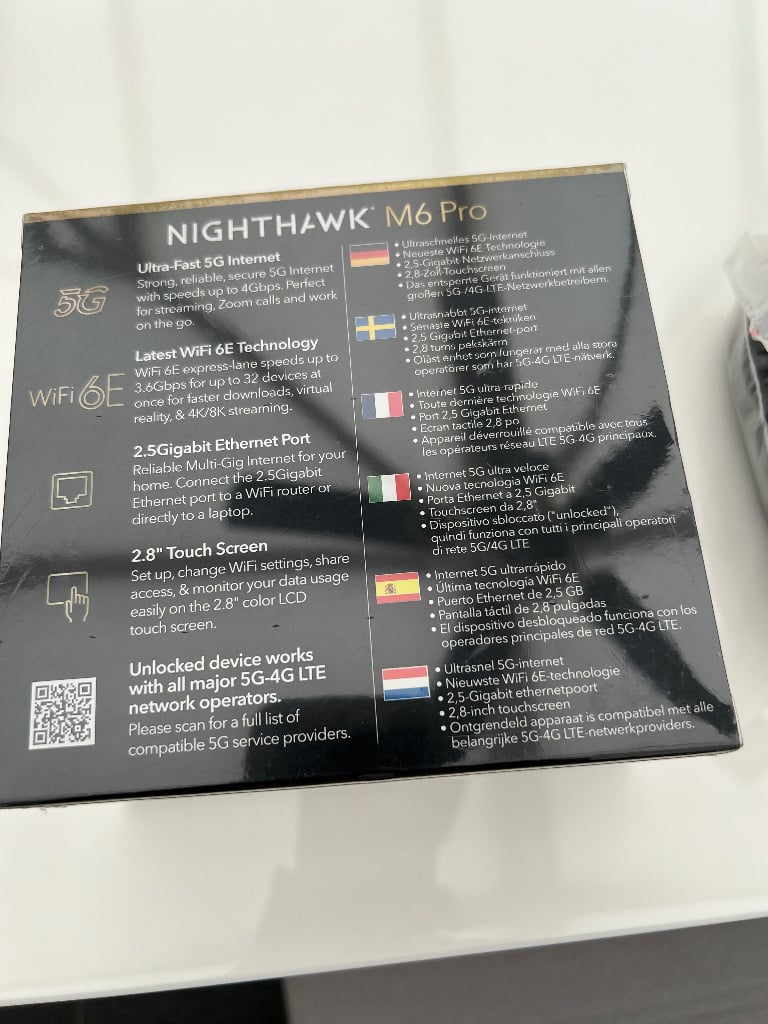 NIGHTHAWK® M6 Pro
5G
Ultra-Fast 5G Internet
Strong, reliable, secure 5G Internet
with speeds up to 4Gbps. Perfect
for streaming, Zoom calls and work
on the go.
WiFi 6E
Latest WiFi 6E Technology
WiFi 6E express-lane speeds up to
3.6Gbps for up to 32 devices at
once for faster downloads, virtual
reality, & 4K/8K streaming.
2.5Gigabit Ethernet Port
Reliable Multi-Gig Internet for your
home. Connect the 2.5Gigabit
Ethernet port to a WiFi router or
directly to a laptop.
2.8" Touch Screen
Set up, change WiFi settings, share
access, & monitor your data usage
easily on the 2.8" color LCD
touch screen.
Unlocked device works
with all major 5G-4G LTE
network operators.
Please scan for a full list of
compatible 5G service providers.
• Ultraschnelles 5G-Internet
• Neueste WiFi 6E Technologie
• 2,5-Gigabit Netzwerkanschluss
• 2,8-Zoll-Touchscreen
• Das entsperrte Gerät funktioniert mit allen
großen 5G /4G-LTE-Netzwerkbetreibern.
• Ultrasnabbt 5G-internet
• Senaste WiFi 6E-tekniken
• 2,5 Gigabit Ethernet-port
• 2,8 tums pekskärm
• Olåst enhet som fungerar med alla stora
operatörer som har 5G-4G LTE-nätverk.
• Internet 5G ultra-rapide
• Toute dernière technologie WiFi 6E
• Port 2,5 Gigabit Ethernet
• Ecran tactile 2,8 po
• Appareil déverrouillé compatible avec tous
les opérateurs réseau LTE 5G-4G principaux.
• Internet 5G ultra veloce
• Nuova tecnologia WiFi 6E
• Porta Ethernet a 2,5 Gigabit
• Touchscreen da 2,8"
• Dispositivo sbloccato ("unlocked"),
quindi funziona con tutti i principali operatori
di rete 5G/4G LTE
• Internet 5G ultrarrápido
• Última tecnología WiFi 6E
• Puerto Ethernet de 2,5 GB
• Pantalla táctil de 2,8 pulgadas
• El dispositivo desbloqueado funciona con los
operadores principales de red 5G-4G LTE.
• Ultrasnel 5G-internet
• Nieuwste WiFi 6E-technologie
• 2,5-Gigabit ethernetpoort
• 2,8-inch touchscreen
• Ontgrendeld apparaat is compatibel met alle
belangrijke 5G-4G LTE-netwerkproviders.